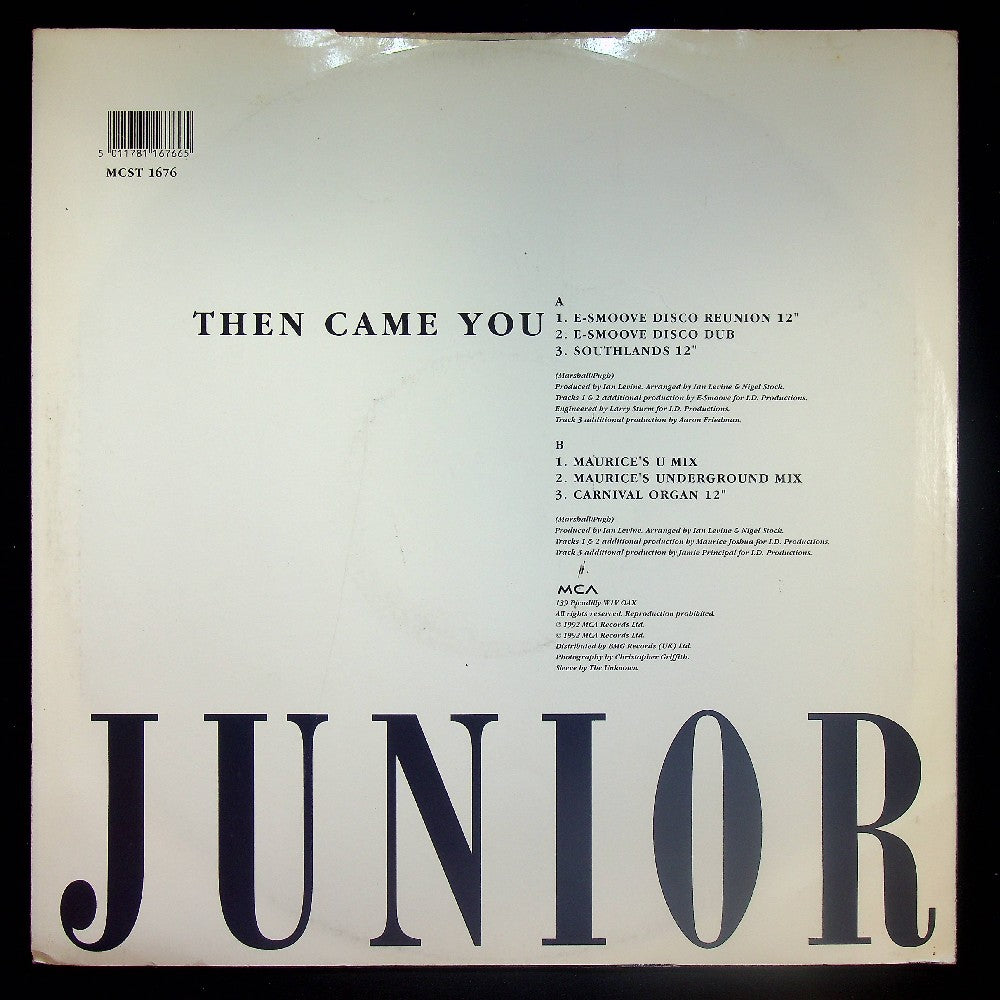 5 011781 167665
MCST 1676
THEN CAME YOU
A
1. E-SMOOVE DISCO REUNION 12"
2. E-SMOOVE DISCO DUB
3. SOUTHLANDS 12"
(Marshall/Pugh)
Produced by Ian Levine. Arranged by Ian Levine & Nigel Stock.
Tracks 1 & 2 additional production by E-Smoove for I.D. Productions.
Engineered by Larry Sturm for I.D. Productions.
Track 3 additional production by Aaron Friedman.
B
1. MAURICE'S U MIX
2. MAURICE'S UNDERGROUND MIX
3. CARNIVAL ORGAN 12"
(Marshall/Pugh)
Produced by Ian Levine. Arranged by Ian Levine & Nigel Stock.
Tracks 1 & 2 additional production by Maurice Joshua for I.D. Productions.
Track 3 additional production by Jamie Principal for I.D. Productions.
MCA
139 Piccadilly W1V OAX
All rights reserved. Reproduction prohibited.
℗ 1992 MCA Records Ltd.
© 1992 MCA Records Ltd.
Distributed by BMG Records (UK) Ltd.
Photography by Christopher Griffith.
Sleeve by The Unknown.
JUNIOR